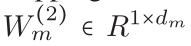 W_m^{(2)} ∈ R^{1×d_m}